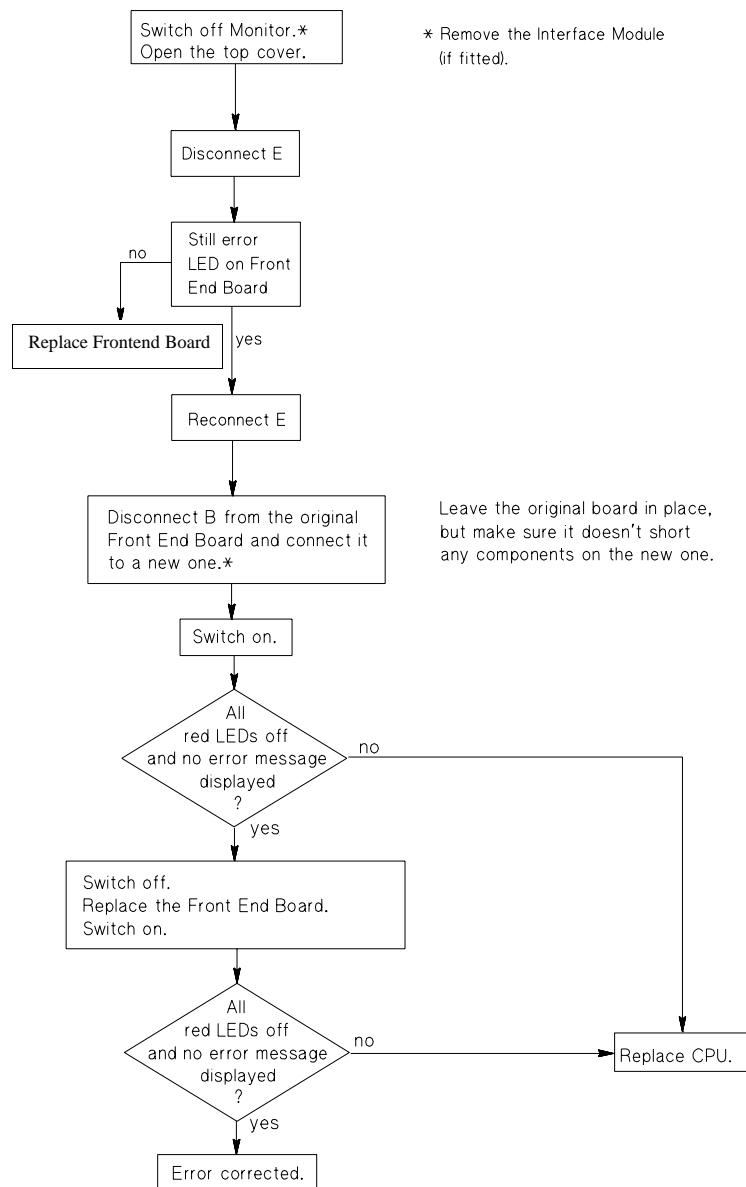 Switch off Monitor.*
Open the top cover.
* Remove the Interface Module
(if fitted).
Disconnect E
Still error
LED on Front
End Board
no
Replace Frontend Board
yes
Reconnect E
Disconnect B from the original
Front End Board and connect it
to a new one.*
Leave the original board in place,
but make sure it doesn't short
any components on the new one.
Switch on.
All
red LEDs off
and no error message
displayed
?
no
yes
Switch off.
Replace the Front End Board.
Switch on.
All
red LEDs off
and no error message
displayed
?
no
Replace CPU.
yes
Error corrected.